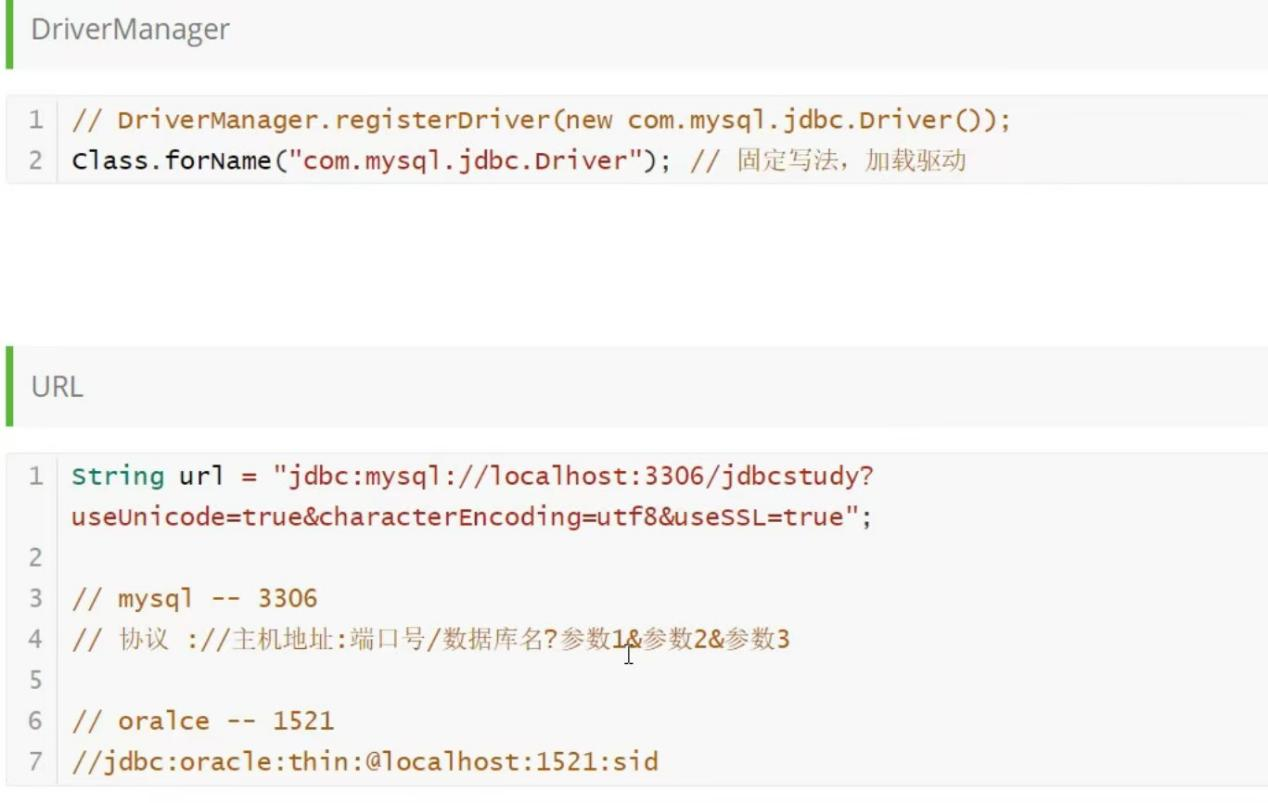 DriverManager
1 // DriverManager.registerDriver(new com.mysql.jdbc.Driver());
2 Class.forName("com.mysql.jdbc.Driver"); // 固定写法，加载驱动
URL
1 String url = "jdbc:mysql://localhost:3306/jdbcstudy?
useUnicode=true&characterEncoding=utf8&useSSL=true";
2
3 // mysql -- 3306
4 // 协议 ://主机地址:端口号/数据库名?参数1&参数2&参数3
5
6 // oralce -- 1521
7 //jdbc:oracle:thin:@localhost:1521:sid